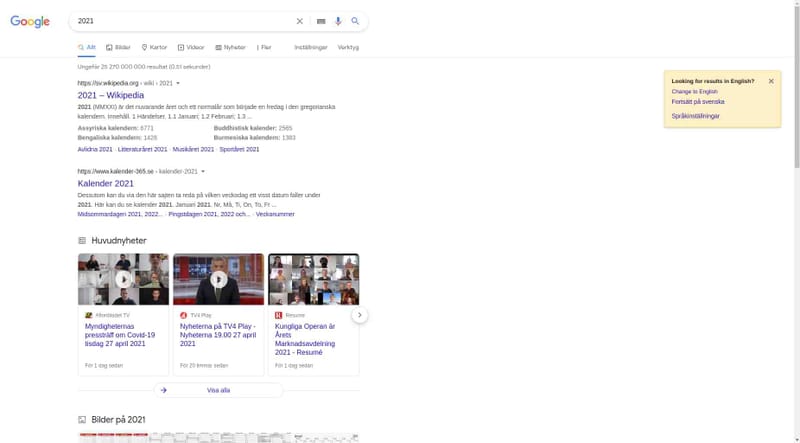 Google
2021
Allt
Bilder
Kartor
Videor
Nyheter
Fler
Inställningar
Verktyg
Ungefär 25 270 000 000 resultat (0,51 sekunder)
https://sv.wikipedia.org › wiki › 2021
2021 – Wikipedia
2021 (MMXXI) är det nuvarande året och ett normalår som började en fredag i den gregorianska
kalendern. Innehåll. 1 Händelser. 1.1 Januari; 1.2 Februari; 1.3 ...
Assyriska kalendern: 6771
Buddhistisk kalender: 2565
Bengaliska kalendern: 1428
Burmesiska kalendern: 1383
Avlidna 2021 · Litteraturåret 2021 · Musikåret 2021 · Sportåret 2021
https://www.kalender-365.se › kalender-2021
Kalender 2021
Dessutom kan du via den här sajten ta reda på vilken veckodag ett visst datum faller under
2021. Här kan du se kalender 2021. Januari 2021. Nr, Må, Ti, On, To, Fr ...
Midsommardagen 2021, 2022... · Pingstdagen 2021, 2022 och... · Veckonummer
Looking for results in English?
Change to English
Fortsätt på svenska
Språkinställningar
Huvudnyheter
Aftonbladet TV
Myndigheternas
pressträff om Covid-19
tisdag 27 april 2021
För 1 dag sedan
TV4 Play
Nyheterna på TV4 Play -
Nyheterna 19.00 27 april
2021
sedan
Resumé
Kungliga Operan är
Årets
Marknadsavdelning
2021 - Resumé
För 1 dag sedan
Visa alla
Bilder på 2021